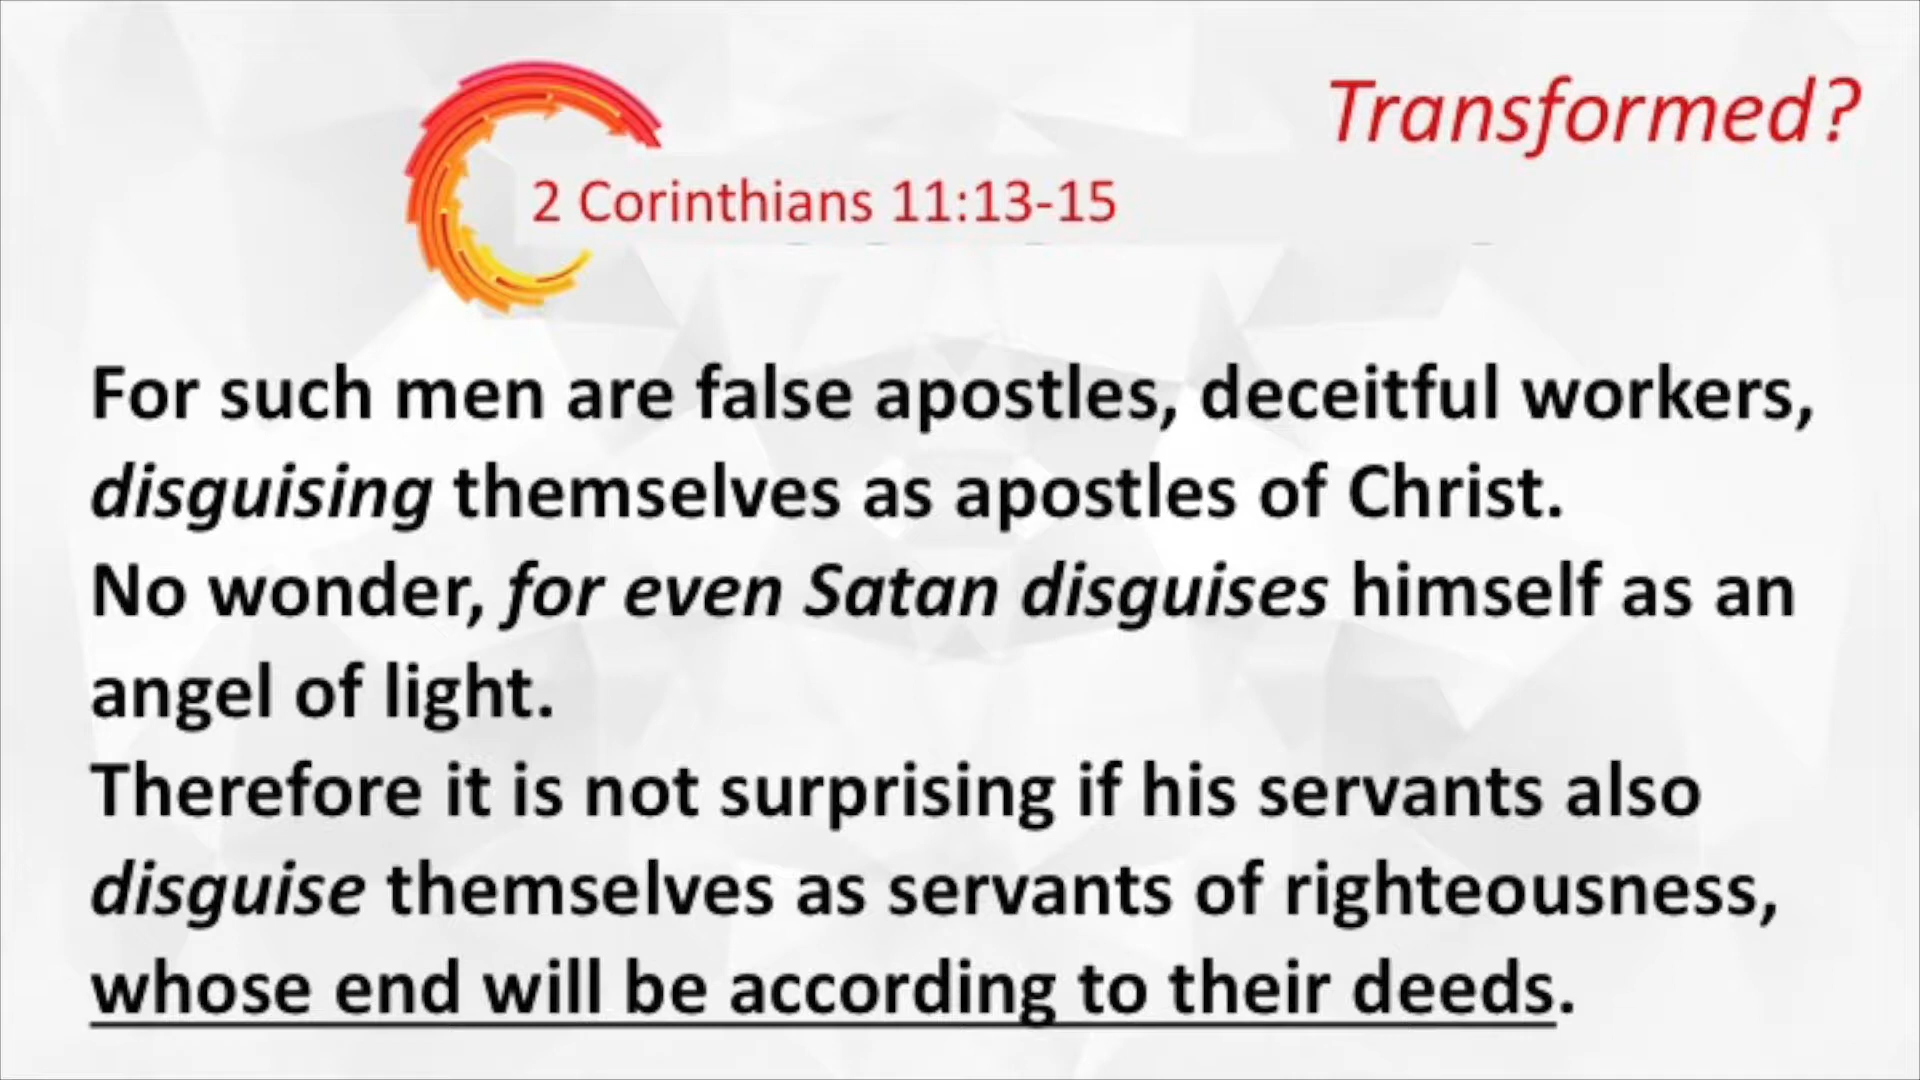 Transformed?
2 Corinthians 11:13-15
For such men are false apostles, deceitful workers,
disguising themselves as apostles of Christ.
No wonder, for even Satan disguises himself as an
angel of light.
Therefore it is not surprising if his servants also
disguise themselves as servants of righteousness,
whose end will be according to their deeds.